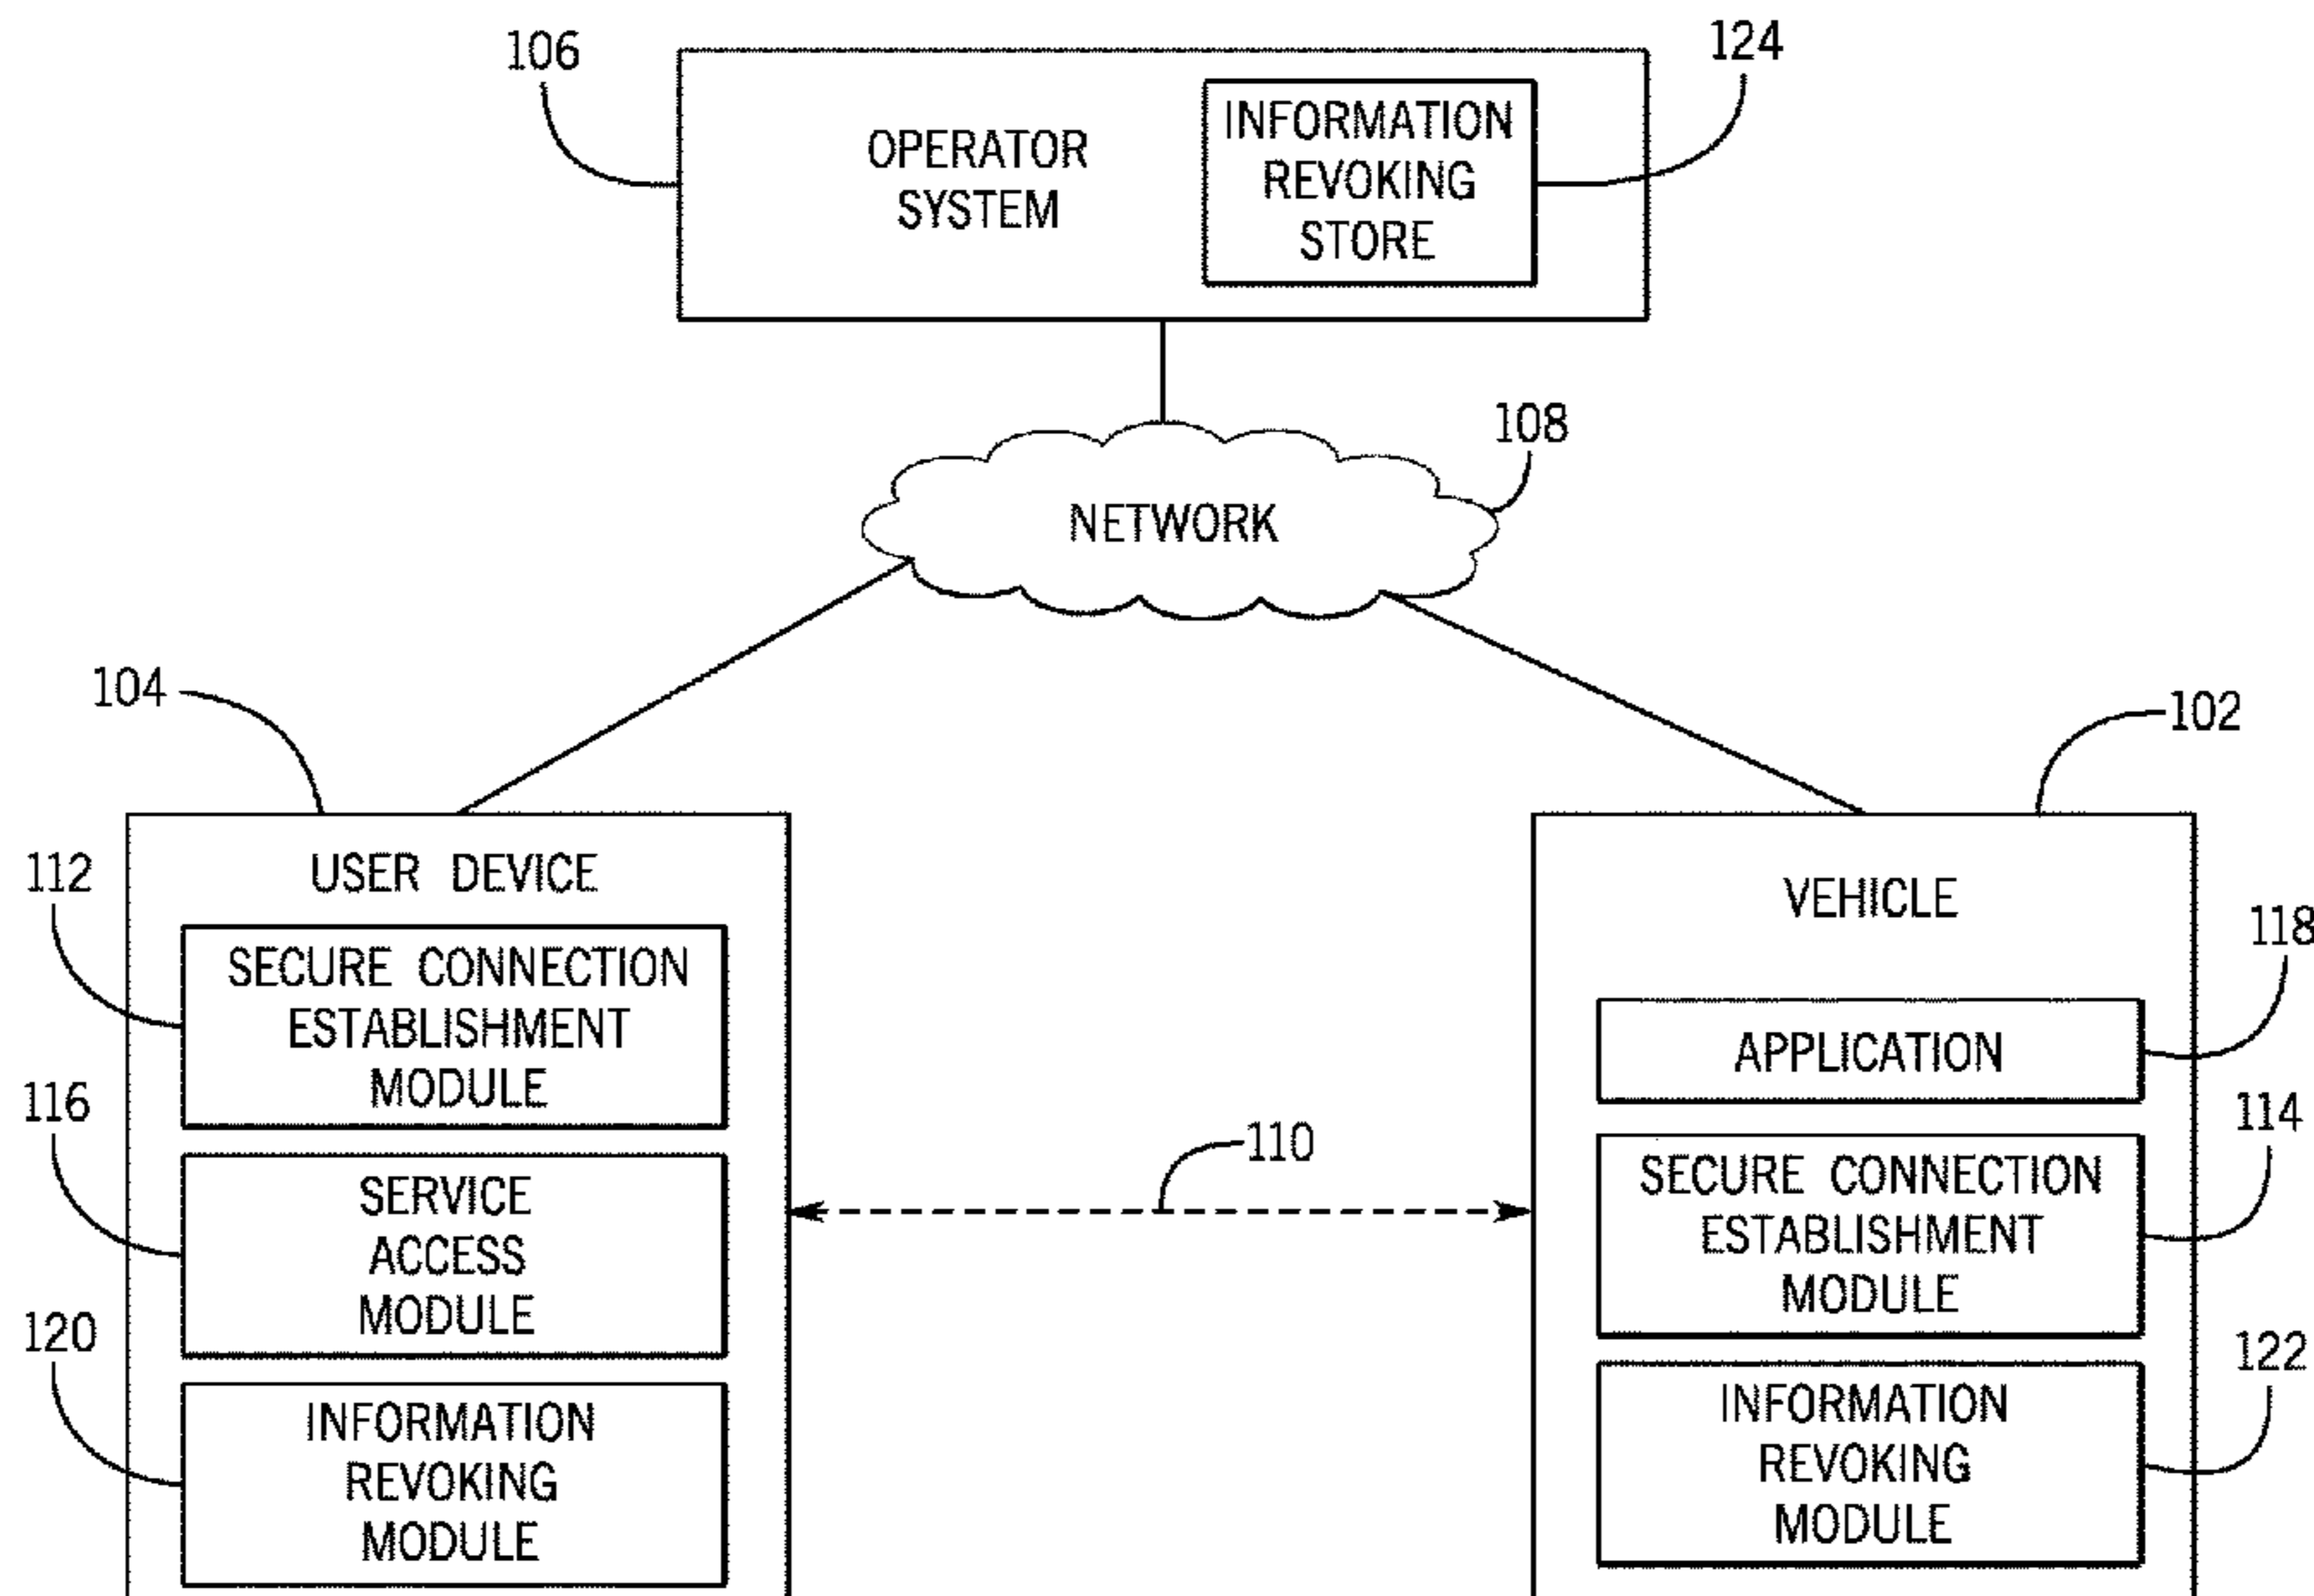 106
124
OPERATOR
SYSTEM
INFORMATION
REVOKING
STORE
108
NETWORK
104
102
USER DEVICE
112
SECURE CONNECTION
ESTABLISHMENT
MODULE
116
SERVICE
ACCESS
MODULE
120
INFORMATION
REVOKING
MODULE
110
VEHICLE
118
APPLICATION
114
SECURE CONNECTION
ESTABLISHMENT
MODULE
122
INFORMATION
REVOKING
MODULE